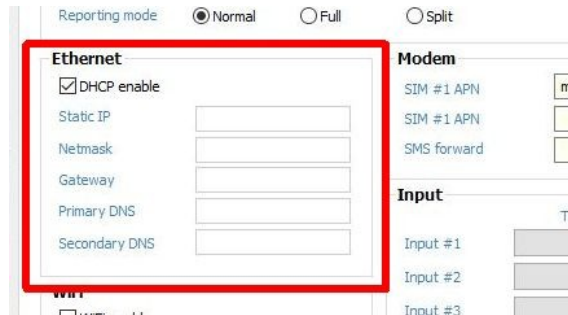 Reporting mode Normal Full Split
Ethernet
DHCP enable
Static IP
Netmask
Gateway
Primary DNS
Secondary DNS
Modem
SIM #1 APN
SIM #1 APN
SMS forward
Input
Input #1
Input #2
Input #3